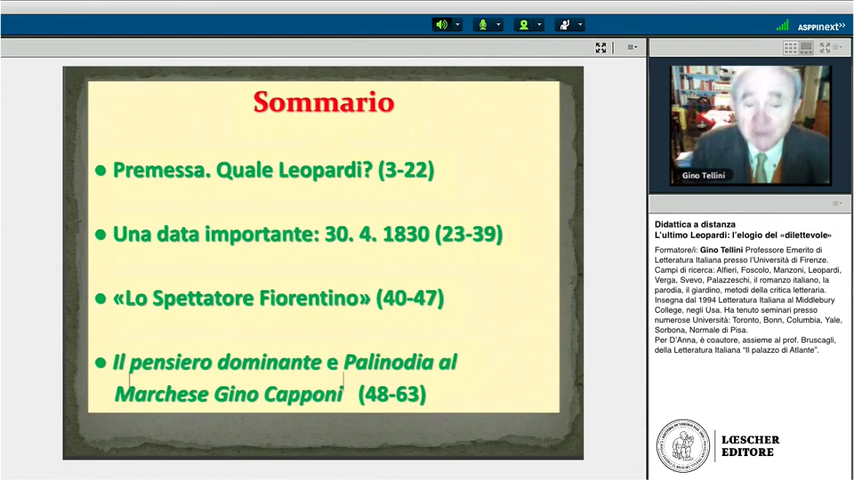 ASPPInext»
Sommario
● Premessa. Quale Leopardi? (3-22)
● Una data importante: 30. 4. 1830 (23-39)
● «Lo Spettatore Fiorentino» (40-47)
● Il pensiero dominante e Palinodia al
Marchese Gino Capponi (48-63)
Gino Tellini
Didattica a distanza
L'ultimo Leopardi: l'elogio del «dilettevole»
Formatore/i: Gino Tellini Professore Emerito di
Letteratura Italiana presso l'Università di Firenze.
Campi di ricerca: Alfieri, Foscolo, Manzoni, Leopardi,
Verga, Svevo, Palazzeschi, il romanzo italiano, la
parodia, il giardino, metodi della critica letteraria.
Insegna dal 1994 Letteratura Italiana al Middlebury
College, negli Usa. Ha tenuto seminari presso
numerose Università: Toronto, Bonn, Columbia, Yale,
Sorbona, Normale di Pisa.
Per D'Anna, è coautore, assieme al prof. Bruscagli,
della Letteratura Italiana "Il palazzo di Atlante".
LŒSCHER
EDITORE